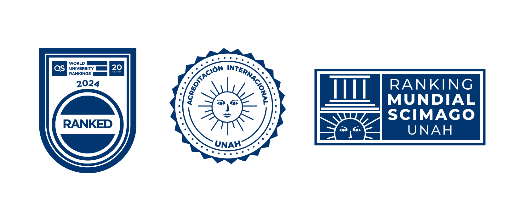 QS
WORLD
UNIVERSITY
RANKINGS
20
2024
RANKED
ACREDITACIÓN INTERNACIONAL
UNAH
RANKING
MUNDIAL
SCIMAGO
UNAH